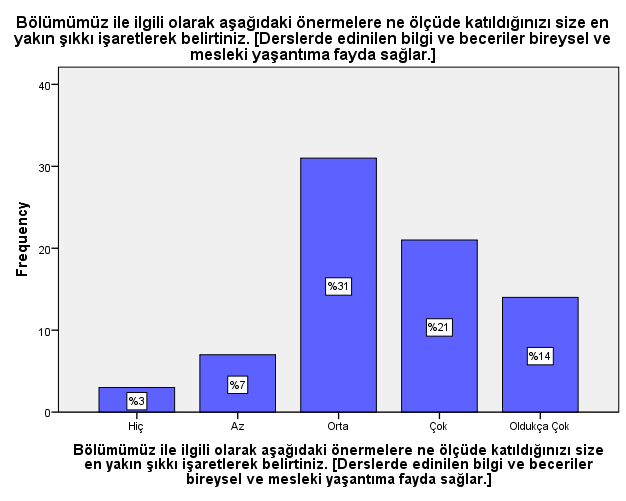 Bölümümüz ile ilgili olarak aşağıdaki önermelere ne ölçüde katıldığınızı size en
yakın şıkkı işaretlerek belirtiniz. [Derslerde edinilen bilgi ve beceriler bireysel ve
mesleki yaşantıma fayda sağlar.]
40
30
20
10
0
Frequency
%3
%7
%31
%21
%14
Hiç
Az
Orta
Çok
Oldukça Çok
Bölümümüz ile ilgili olarak aşağıdaki önermelere ne ölçüde katıldığınızı size
en yakın şıkkı işaretlerek belirtiniz. [Derslerde edinilen bilgi ve beceriler
bireysel ve mesleki yaşantıma fayda sağlar.]